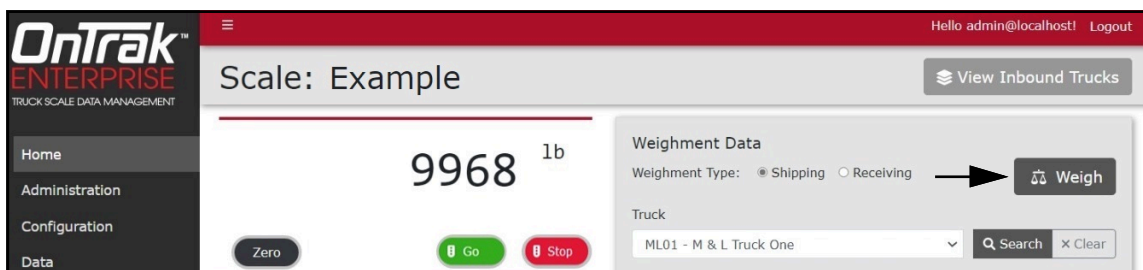 OnTrak™
ENTERPRISE
TRUCK SCALE DATA MANAGEMENT
Home
Administration
Configuration
Data
Hello admin@localhost! Logout
Scale: Example
View Inbound Trucks
9968 lb
Zero
Go
Stop
Weighment Data
Weighment Type: Shipping Receiving
Weigh
Truck
ML01 - M & L Truck One
Search
Clear